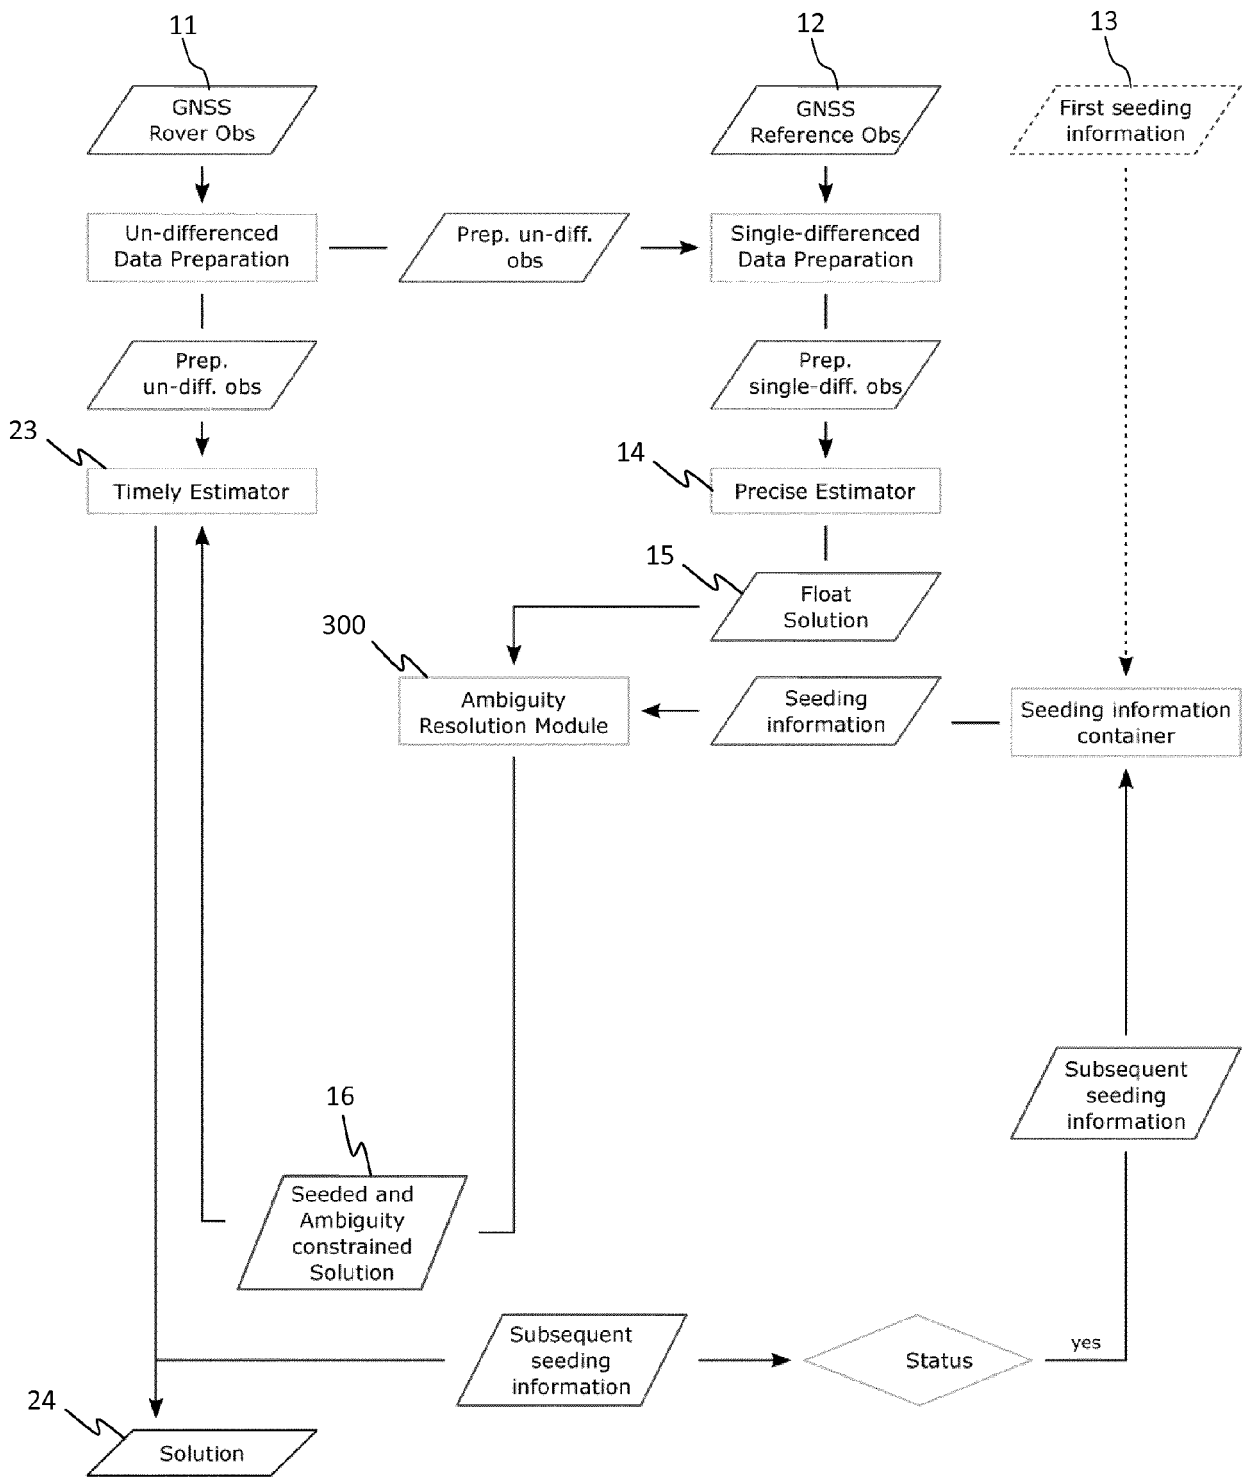 11
12
13
GNSS
Rover Obs
GNSS
Reference Obs
First seeding
information
Un-differenced
Data Preparation
Prep. un-diff.
obs
Single-differenced
Data Preparation
Prep.
un-diff. obs
Prep.
single-diff. obs
23
Timely Estimator
14
Precise Estimator
15
Float
Solution
300
Ambiguity
Resolution Module
Seeding
information
Seeding information
container
Subsequent
seeding
information
16
Seeded and
Ambiguity
constrained
Solution
Subsequent
seeding
information
Status
yes
24
Solution